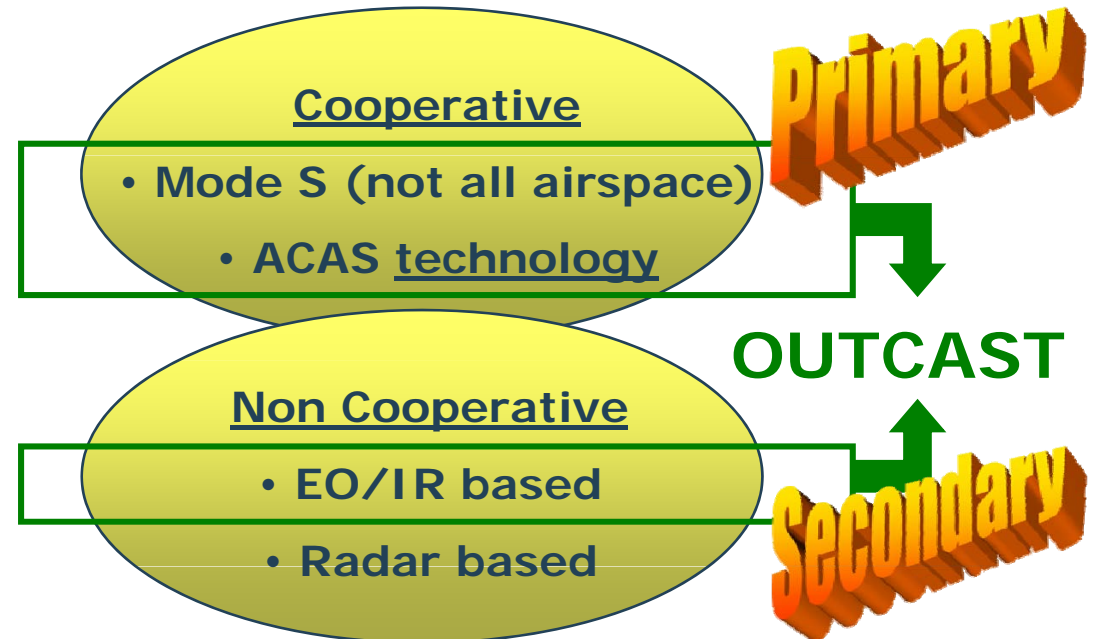 Primary
Cooperative
• Mode S (not all airspace)
• ACAS technology
OUTCAST
Non Cooperative
• EO/IR based
• Radar based
Secondary